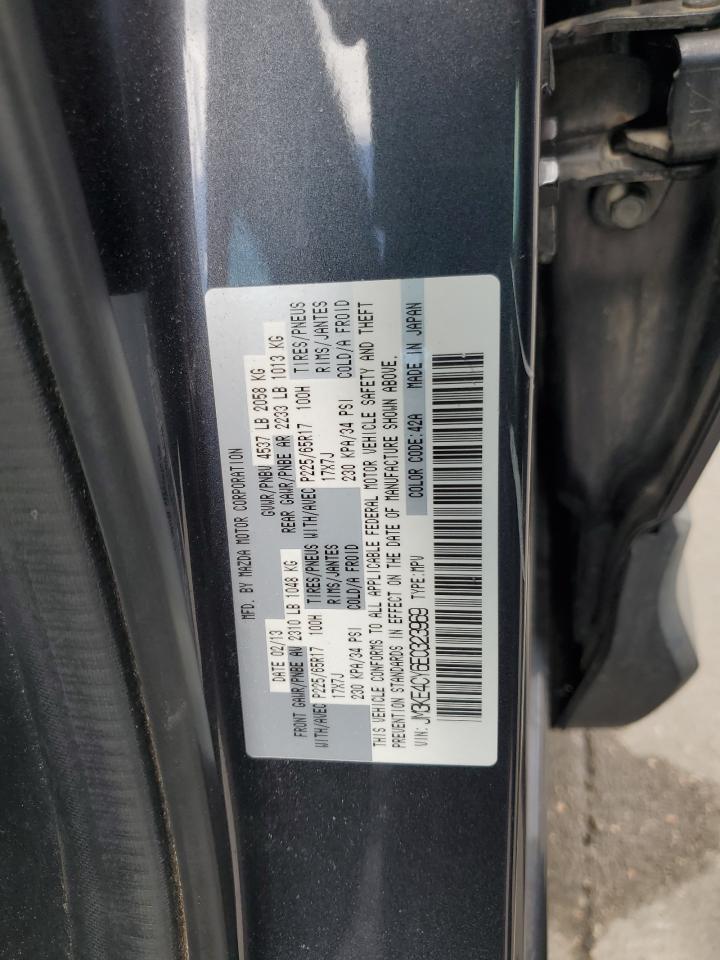 MFD. BY MAZDA MOTOR CORPORATION
DATE 02/13 GVWR/PNBV 4537 LB 2058 KG
FRONT GAWR/PNBE AV 2310 LB 1048 KG REAR GAWR/PNBE AR 2233 LB 1013 KG
WITH/AVEC P225/65R17 100H TIRES/PNEUS WITH/AVEC P225/65R17 100H TIRES/PNEUS
17X7J RIMS/JANTES 17X7J RIMS/JANTES
230 KPA/34 PSI COLD/A FROID 230 KPA/34 PSI COLD/A FROID
THIS VEHICLE CONFORMS TO ALL APPLICABLE FEDERAL MOTOR VEHICLE SAFETY AND THEFT
PREVENTION STANDARDS IN EFFECT ON THE DATE OF MANUFACTURE SHOWN ABOVE.
VIN: JM3KE4CY6E0323969 TYPE:MPV COLOR CODE:42A MADE IN JAPAN